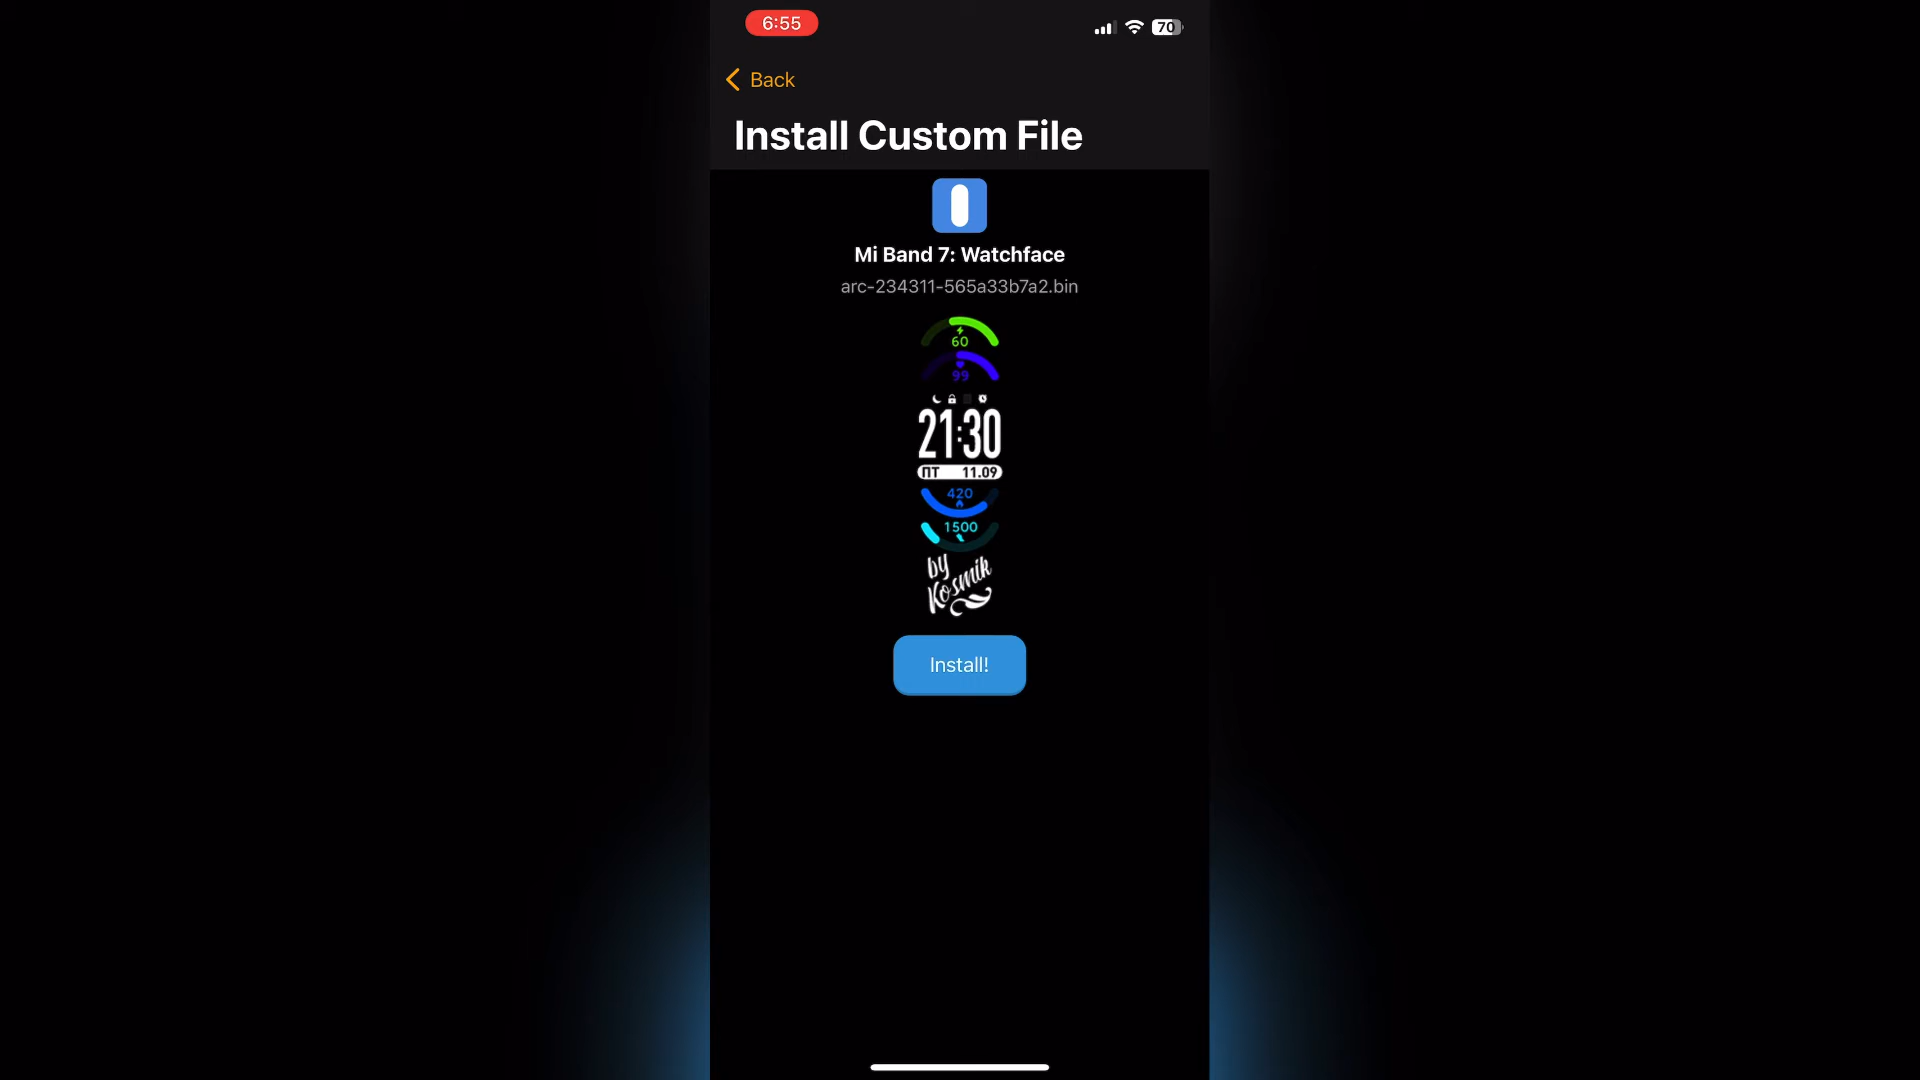 6:55
70
Back
Install Custom File
Mi Band 7: Watchface
arc-234311-565a33b7a2.bin
60
99
21:30
ПТ 11.09
420
1500
by
Kosmik
Install!